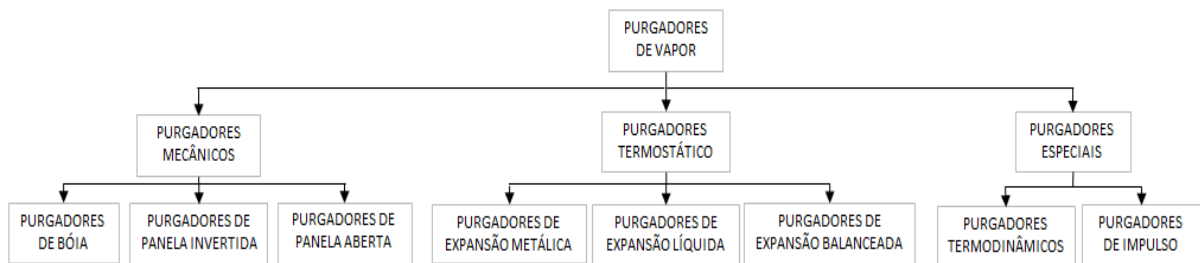 PURGADORES
DE VAPOR
PURGADORES
MECÂNICOS
PURGADORES
TERMOSTÁTICO
PURGADORES
ESPECIAIS
PURGADORES
DE BÓIA
PURGADORES DE
PANELA INVERTIDA
PURGADORES DE
PANELA ABERTA
PURGADORES DE
EXPANSÃO METÁLICA
PURGADORES DE
EXPANSÃO LÍQUIDA
PURGADORES DE
EXPANSÃO BALANCEADA
PURGADORES
TERMODINÂMICOS
PURGADORES
DE IMPULSO